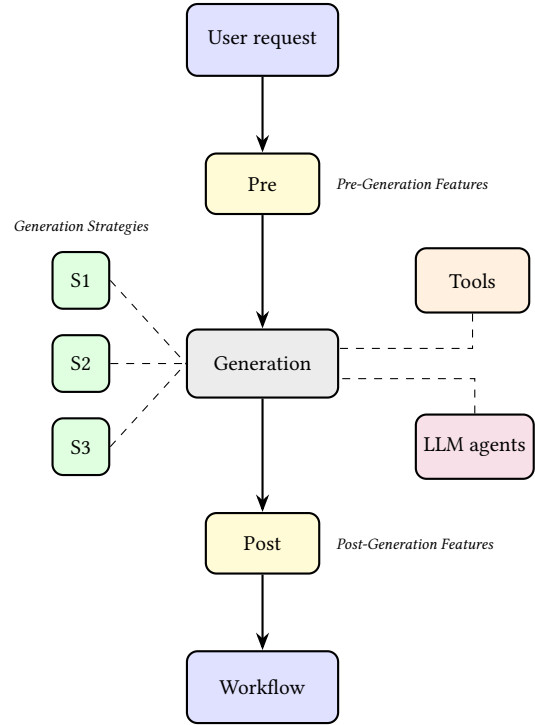 User request
Pre
Pre-Generation Features
Generation Strategies
S1
Tools
S2
Generation
S3
LLM agents
Post
Post-Generation Features
Workflow